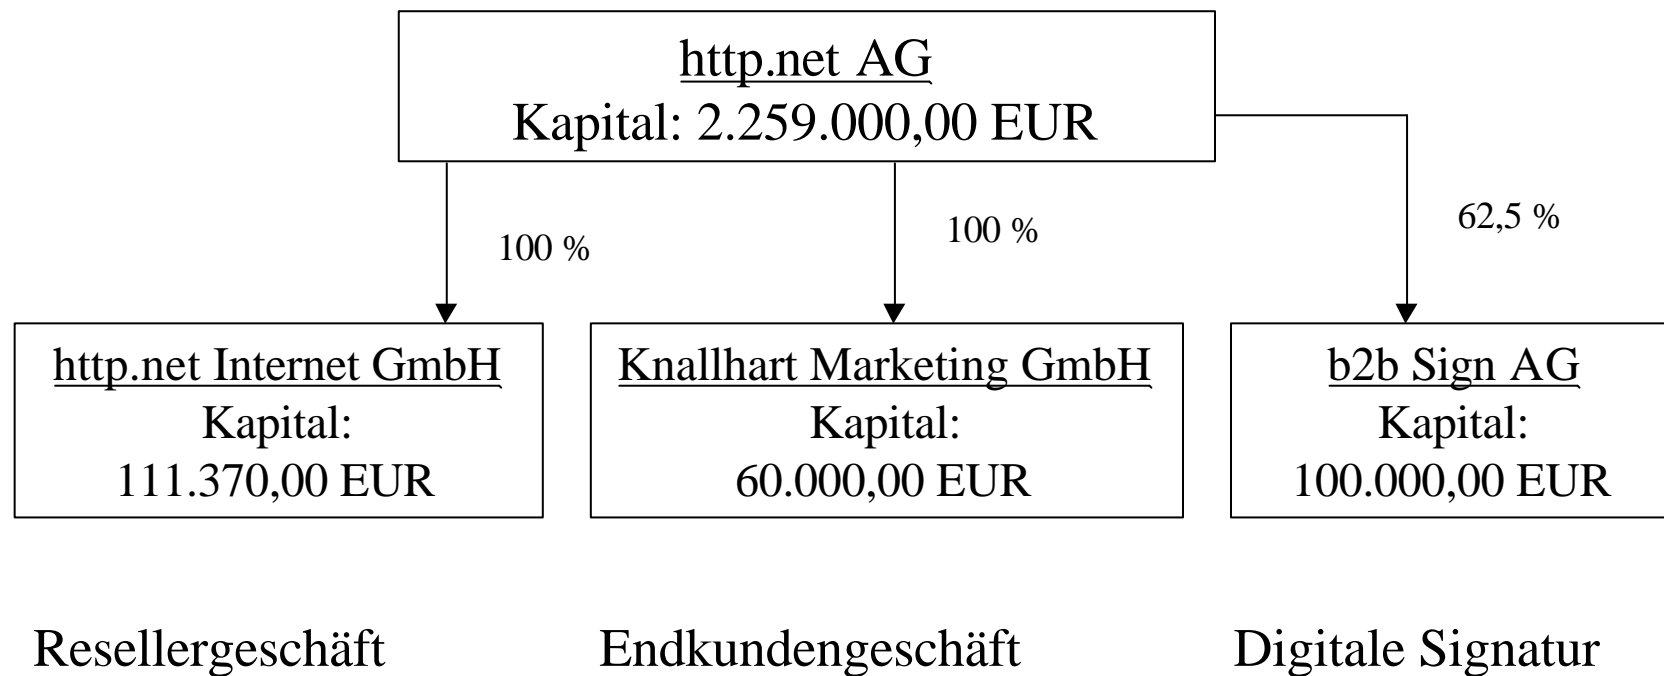 http.net AG
Kapital: 2.259.000,00 EUR
100 %
100 %
62,5 %
http.net Internet GmbH
Kapital:
111.370,00 EUR
Knallhart Marketing GmbH
Kapital:
60.000,00 EUR
b2b Sign AG
Kapital:
100.000,00 EUR
Resellergeschäft
Endkundengeschäft
Digitale Signatur